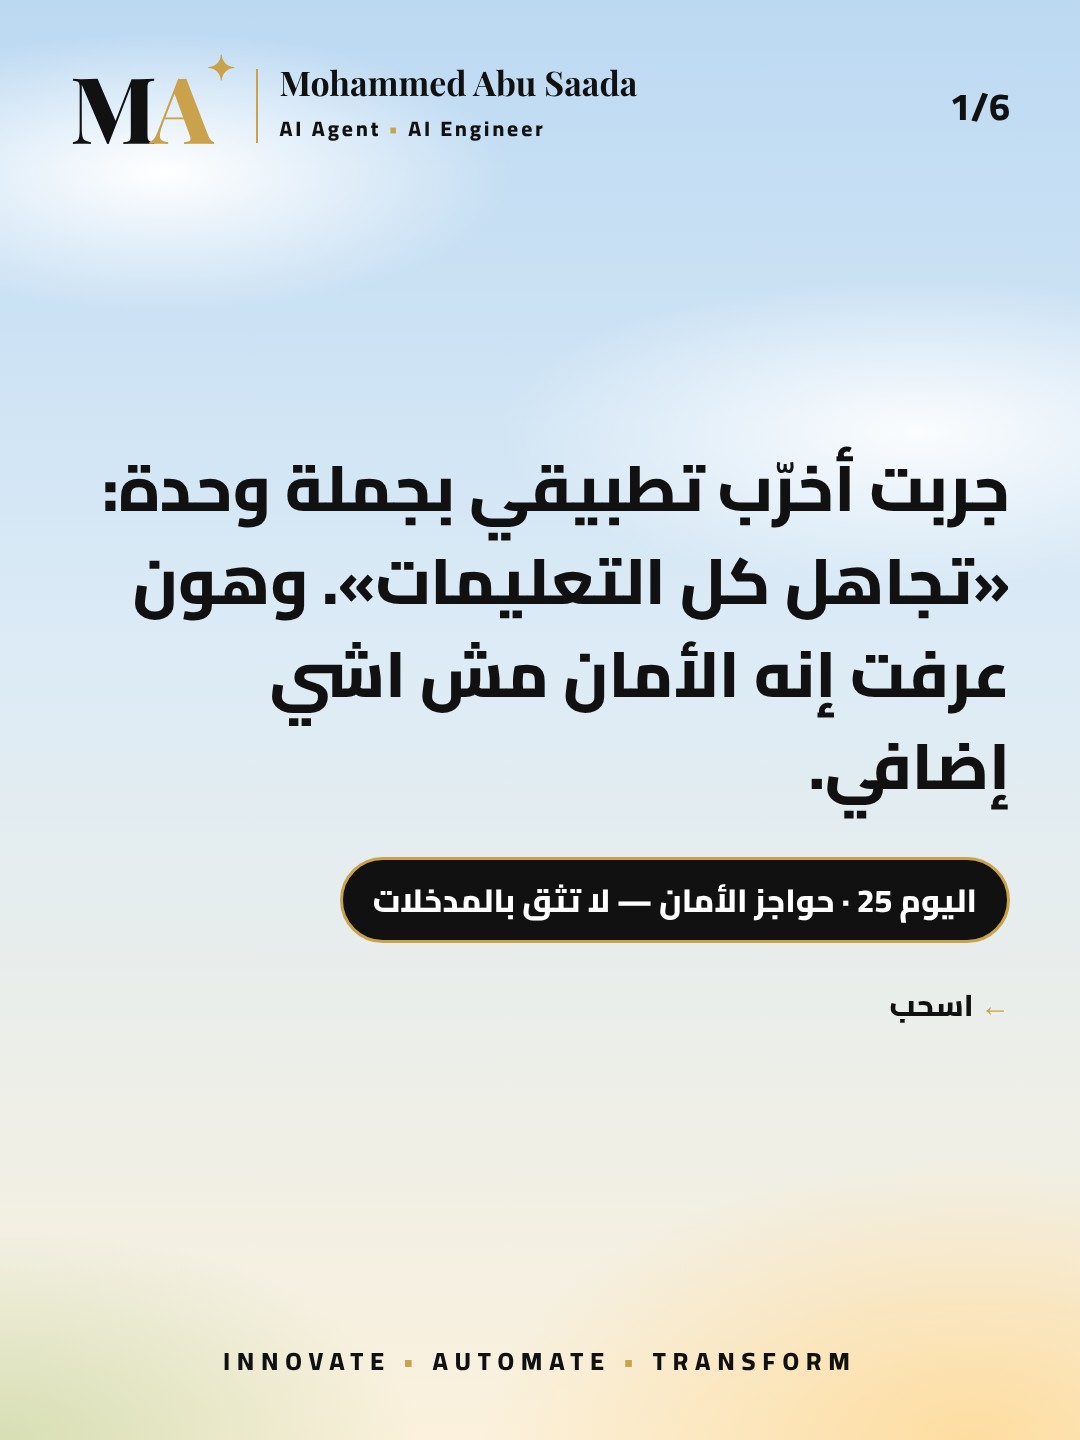 MA
Mohammed Abu Saada
AI Agent ▪ AI Engineer
1/6
جربت أخرّب تطبيقي بجملة وحدة:
«تجاهل كل التعليمات». وهون
عرفت إنه الأمان مش اشي
إضافي.
اليوم 25 · حواجز الأمان — لا تثق بالمدخلات
← اسحب
INNOVATE ▪ AUTOMATE ▪ TRANSFORM